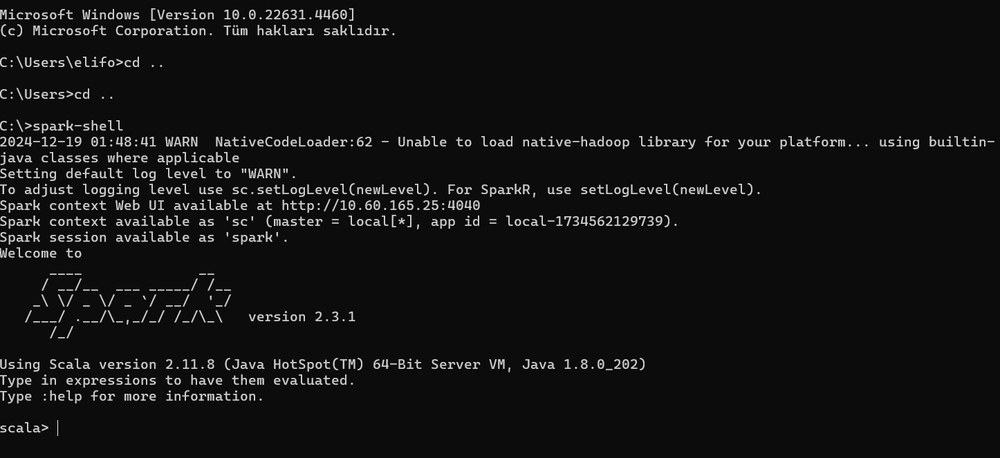 Microsoft Windows [Version 10.0.22631.4460]
(c) Microsoft Corporation. Tüm hakları saklıdır.
C:\Users\elifo>cd ..
C:\Users>cd ..
C:\>spark-shell
2024-12-19 01:48:41 WARN  NativeCodeLoader:62 - Unable to load native-hadoop library for your platform... using builtin-
java classes where applicable
Setting default log level to "WARN".
To adjust logging level use sc.setLogLevel(newLevel). For SparkR, use setLogLevel(newLevel).
Spark context Web UI available at http://10.60.165.25:4040
Spark context available as 'sc' (master = local[*], app id = local-1734562129739).
Spark session available as 'spark'.
Welcome to
      ____              __
     / __/__  ___ _____/ /__
    _\ \/ _ \/ _ `/ __/  '_/
   /___/ .__/\_,_/_/ /_/\_\   version 2.3.1
      /_/
Using Scala version 2.11.8 (Java HotSpot(TM) 64-Bit Server VM, Java 1.8.0_202)
Type in expressions to have them evaluated.
Type :help for more information.
scala>